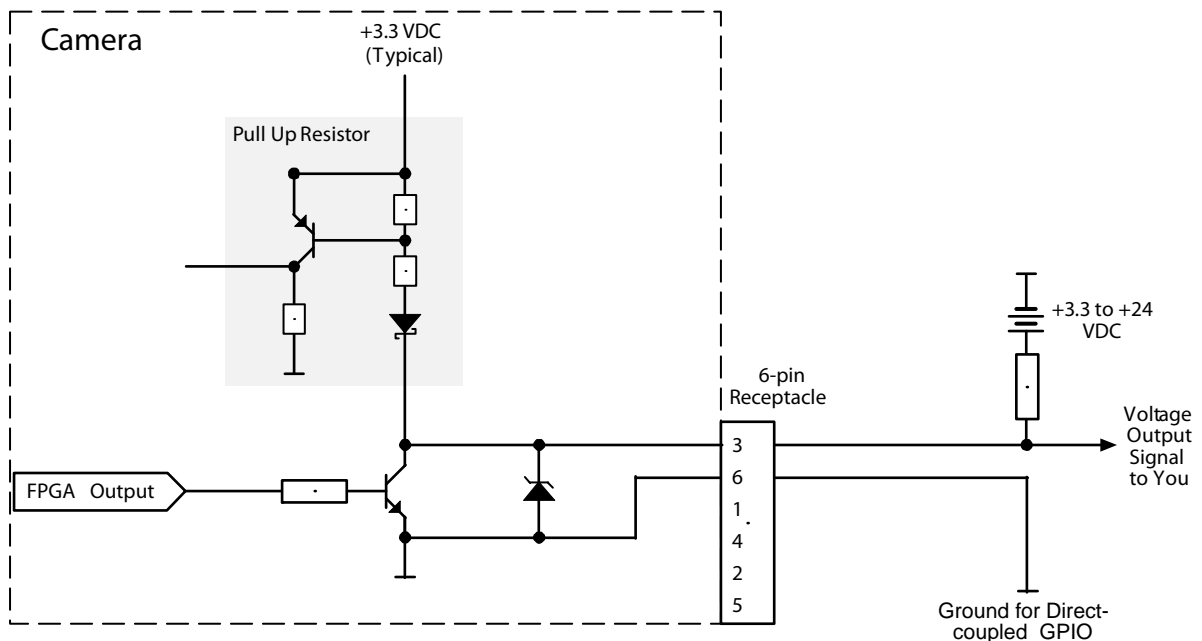 Camera
+3.3 VDC
(Typical)
Pull Up Resistor
+3.3 to +24
VDC
6-pin
Receptacle
Voltage
Output
Signal
to You
FPGA Output
3
6
1
4
2
5
Ground for Direct-
coupled GPIO